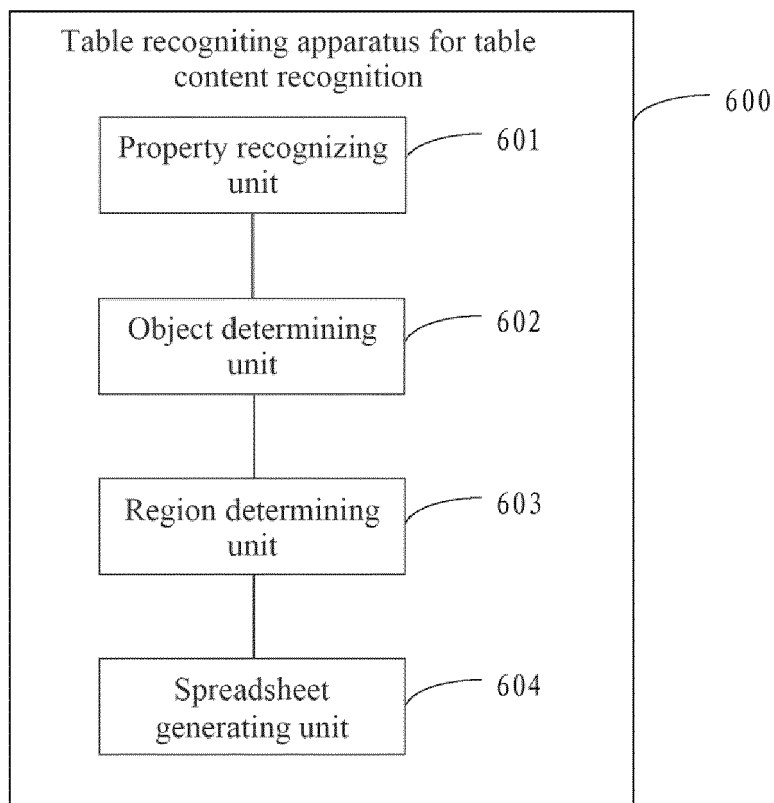 Table recogniting apparatus for table
content recognition
600
Property recognizing
unit
601
Object determining
unit
602
Region determining
unit
603
Spreadsheet
generating unit
604